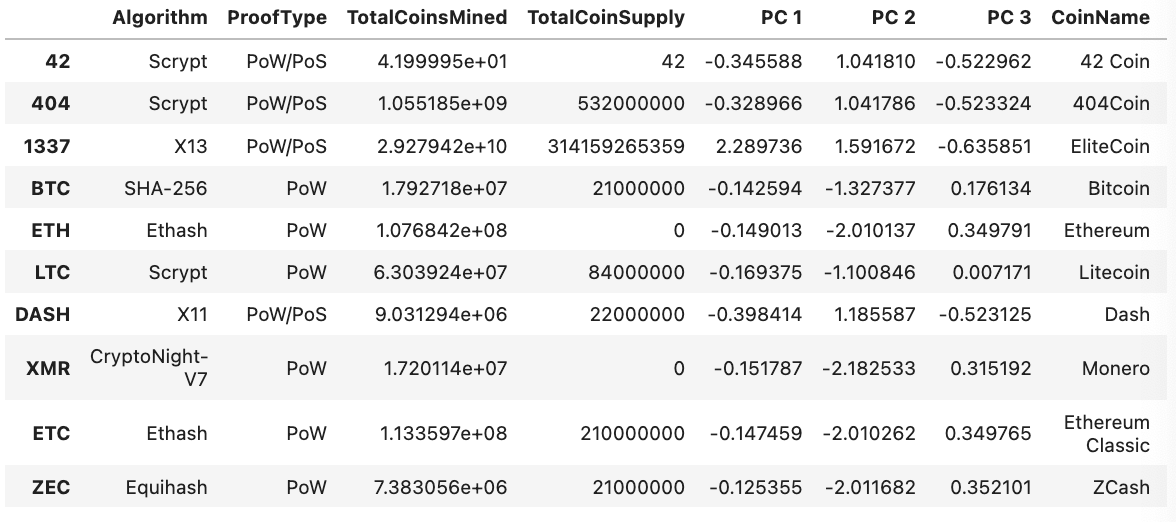 Algorithm ProofType TotalCoinsMined TotalCoinSupply PC 1 PC 2 PC 3 CoinName
42 Scrypt PoW/PoS 4.199995e+01 42 -0.345588 1.041810 -0.522962 42 Coin
404 Scrypt PoW/PoS 1.055185e+09 532000000 -0.328966 1.041786 -0.523324 404Coin
1337 X13 PoW/PoS 2.927942e+10 314159265359 2.289736 1.591672 -0.635851 EliteCoin
BTC SHA-256 PoW 1.792718e+07 21000000 -0.142594 -1.327377 0.176134 Bitcoin
ETH Ethash PoW 1.076842e+08 0 -0.149013 -2.010137 0.349791 Ethereum
LTC Scrypt PoW 6.303924e+07 84000000 -0.169375 -1.100846 0.007171 Litecoin
DASH X11 PoW/PoS 9.031294e+06 22000000 -0.398414 1.185587 -0.523125 Dash
XMR CryptoNight-
V7 PoW 1.720114e+07 0 -0.151787 -2.182533 0.315192 Monero
ETC Ethash PoW 1.133597e+08 210000000 -0.147459 -2.010262 0.349765 Ethereum
Classic
ZEC Equihash PoW 7.383056e+06 21000000 -0.125355 -2.011682 0.352101 ZCash